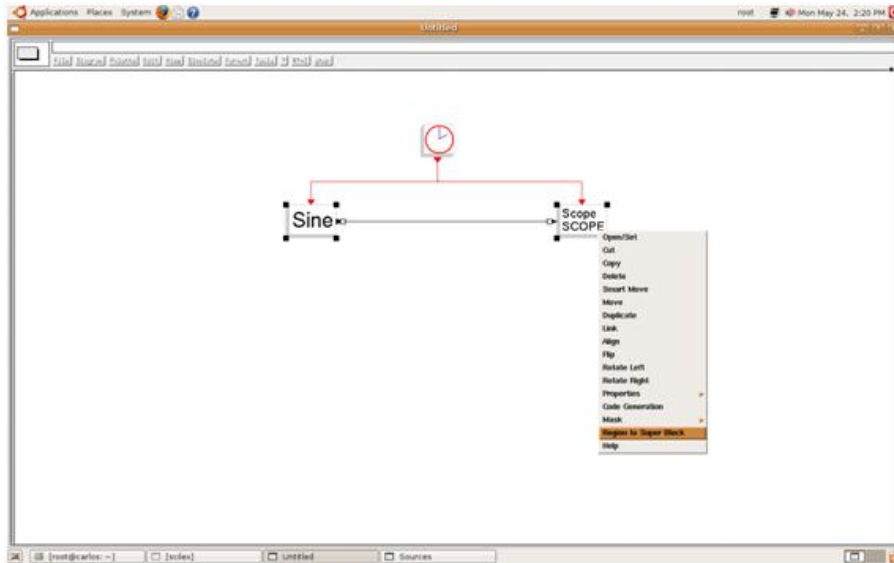 Applications Places System
root Mon May 24, 2:20 PM
Untitled
Sine
Scope
SCOPE
Open/Set
Cut
Copy
Delete
Smart Move
Move
Duplicate
Link
Align
Flip
Rotate Left
Rotate Right
Properties
Code Generation
Mask
Region to Super Block
Help
[root@carlos: ~] Untitled Sources